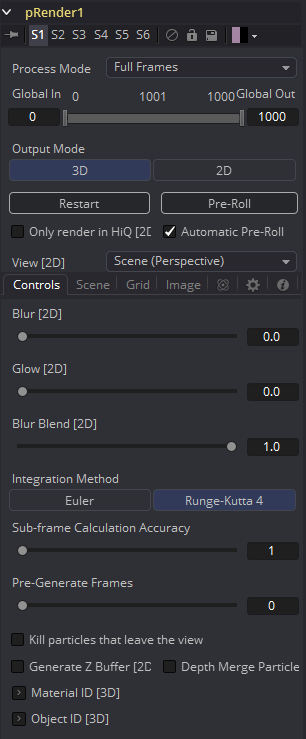 pRender1
S1 S2 S3 S4 S5 S6
Process Mode Full Frames
Global In 0 1001 1000 Global Out
0 1000
Output Mode
3D 2D
Restart Pre-Roll
Only render in HiQ [2D Automatic Pre-Roll
View [2D] Scene (Perspective)
Controls Scene Grid Image
Blur [2D]
0.0
Glow [2D]
0.0
Blur Blend [2D]
1.0
Integration Method
Euler Runge-Kutta 4
Sub-frame Calculation Accuracy
1
Pre-Generate Frames
0
Kill particles that leave the view
Generate Z Buffer [2D Depth Merge Particle
Material ID [3D]
Object ID [3D]